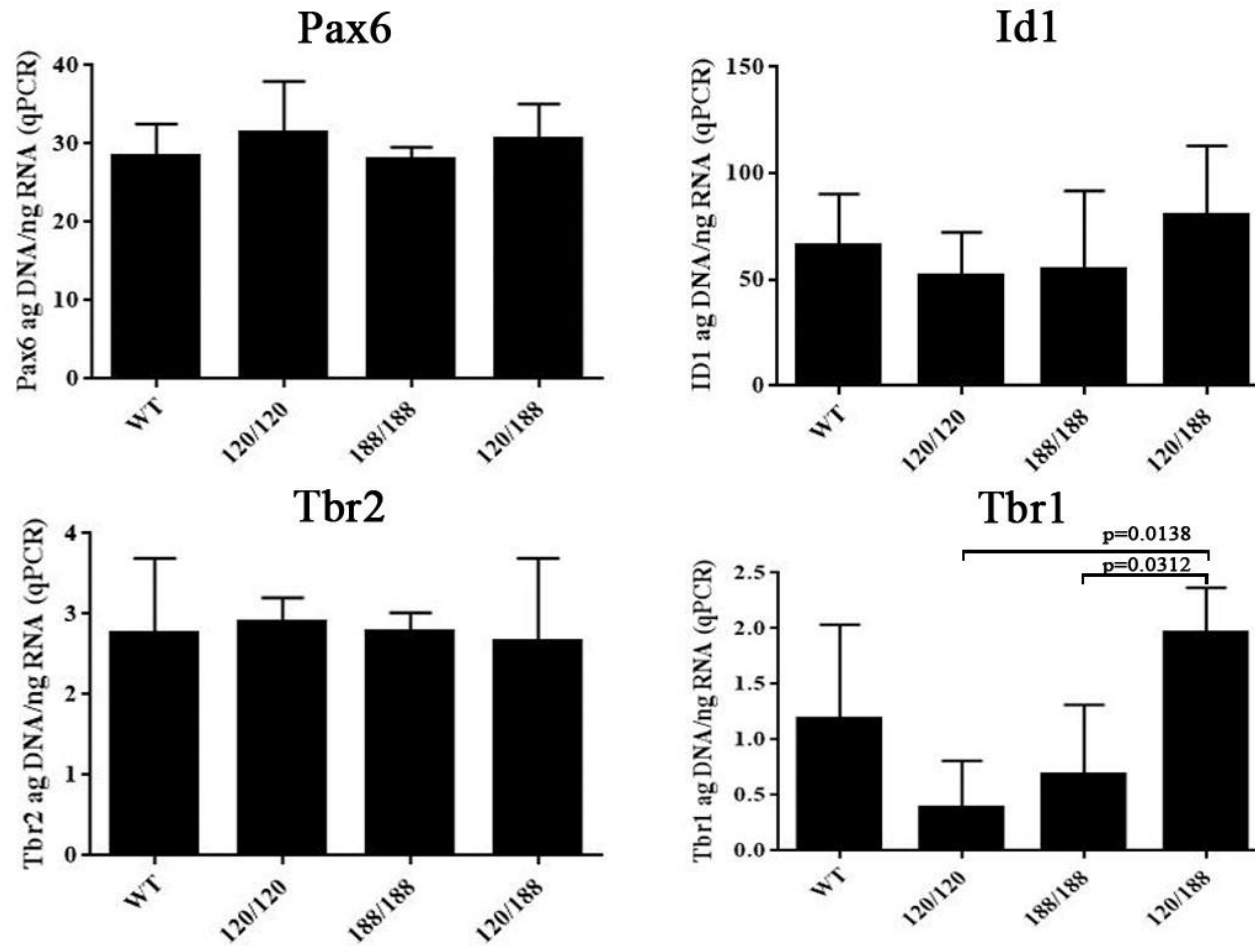 Pax6
Pax6 ag DNA/ng RNA (qPCR)
40
30
20
10
0
WT
120/120
188/188
120/188
Id1
ID1 ag DNA/ng RNA (qPCR)
150
100
50
0
WT
120/120
188/188
120/188
Tbr2
Tbr2 ag DNA/ng RNA (qPCR)
4
3
2
1
0
WT
120/120
188/188
120/188
Tbr1
p=0.0138
p=0.0312
Tbr1 ag DNA/ng RNA (qPCR)
2.5
2.0
1.5
1.0
0.5
0.0
WT
120/120
188/188
120/188